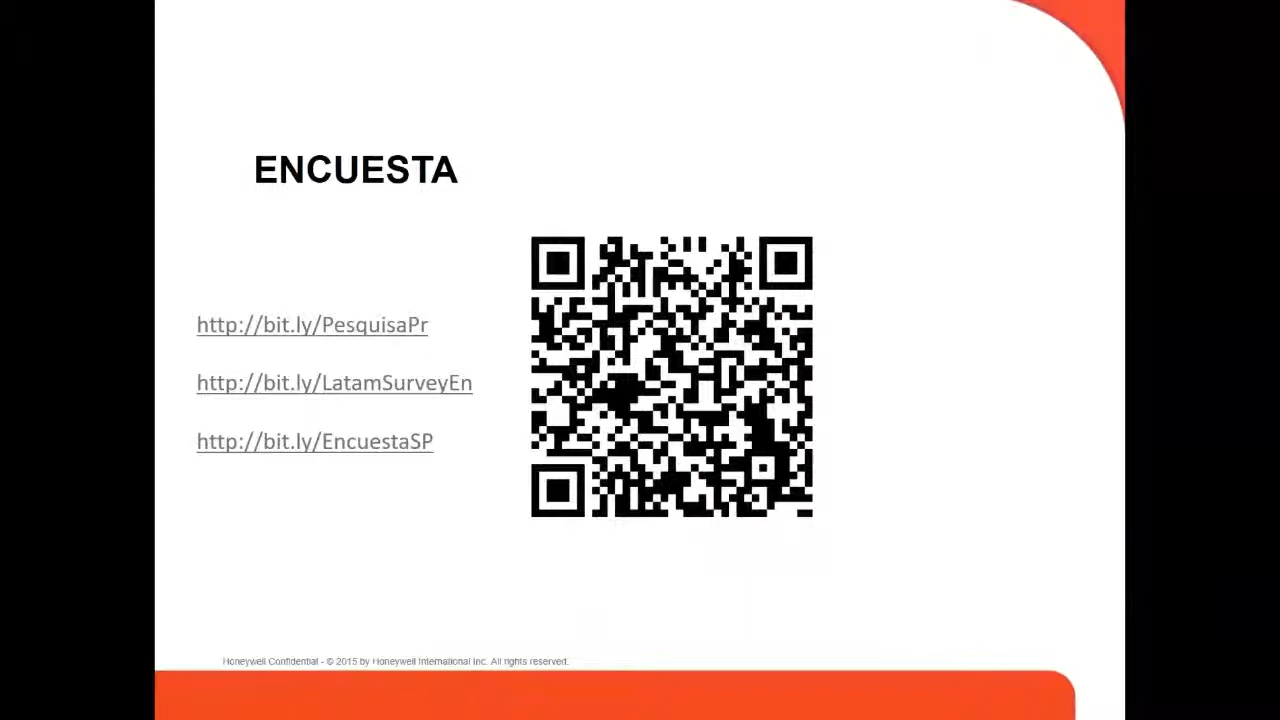 ENCUESTA
http://bit.ly/PesquisaPr
http://bit.ly/LatamSurveyEn
http://bit.ly/EncuestaSP
Honeywell Confidential - © 2015 by Honeywell International Inc. All rights reserved.